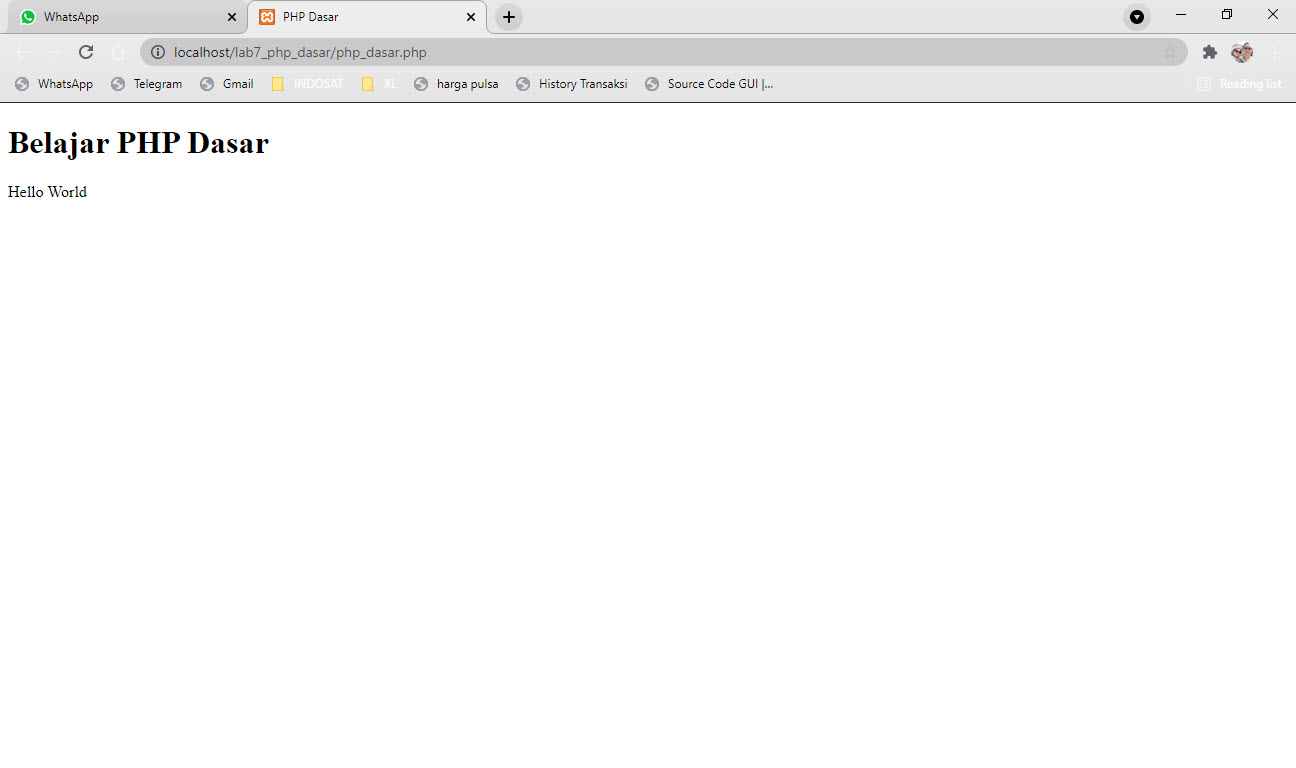 WhatsApp
PHP Dasar
localhost/lab7_php_dasar/php_dasar.php
WhatsApp Telegram Gmail INDOSAT XL harga pulsa History Transaksi Source Code GUI |... Reading list
Belajar PHP Dasar
Hello World